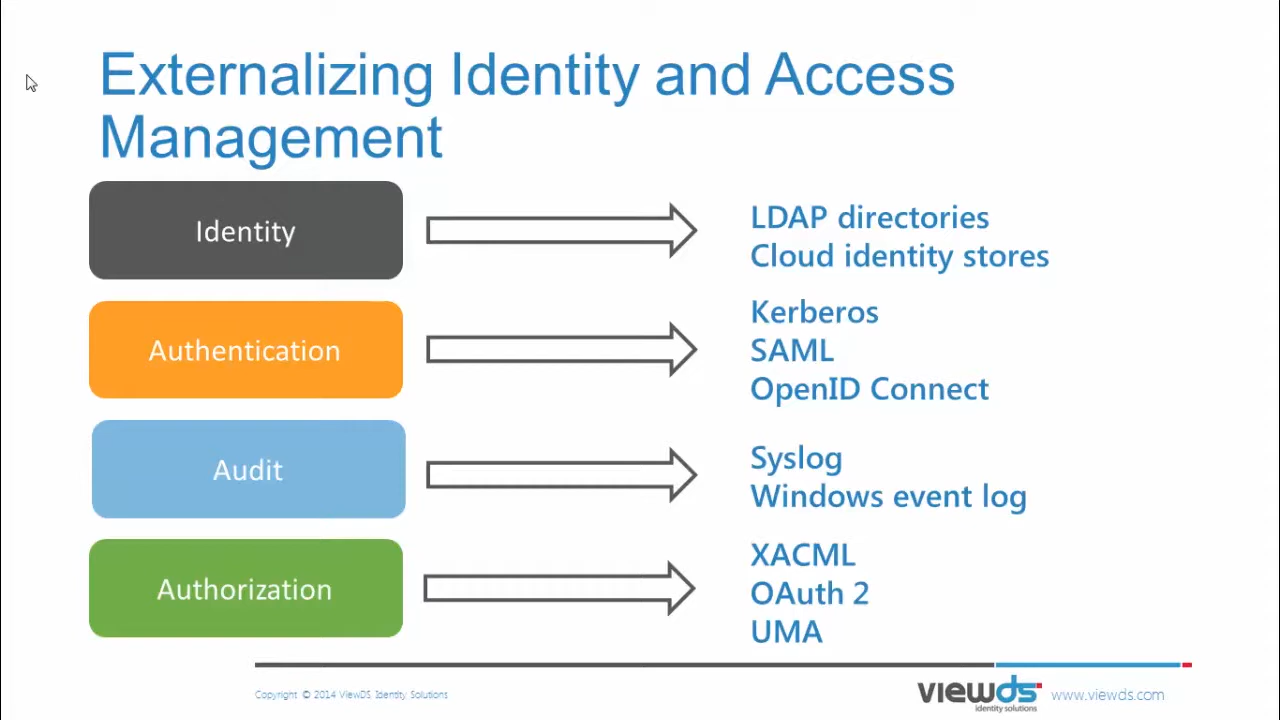 Externalizing Identity and Access
Management
Identity
LDAP directories
Cloud identity stores
Authentication
Kerberos
SAML
OpenID Connect
Audit
Syslog
Windows event log
Authorization
XACML
OAuth 2
UMA
Copyright © 2014 ViewDS Identity Solutions
viewds
identity solutions
www.viewds.com